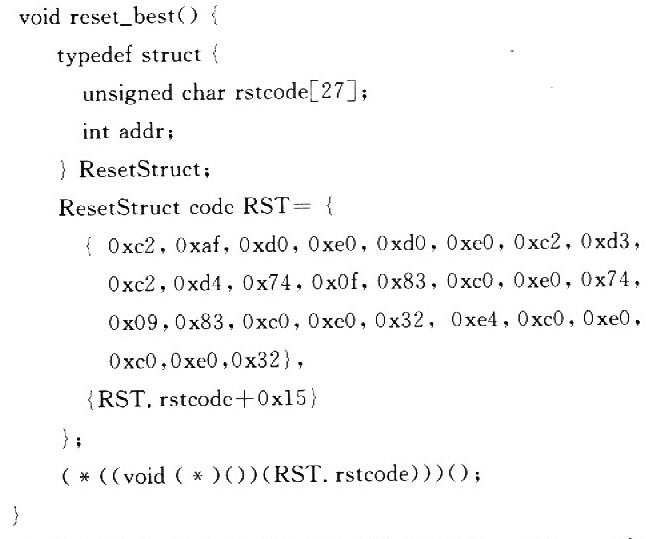 void reset_best() {
typedef struct {
unsigned char rstcode[27];
int addr;
} ResetStruct;
ResetStruct code RST= {
{ 0xc2, 0xaf, 0xd0, 0xe0, 0xd0, 0xe0, 0xc2, 0xd3,
0xc2, 0xd4, 0x74, 0x0f, 0x83, 0xc0, 0xe0, 0x74,
0x09, 0x83, 0xc0, 0xe0, 0x32, 0xe4, 0xc0, 0xe0,
0xc0,0xe0,0x32},
{RST. rstcode+0x15}
};
( * ((void ( * )())(RST. rstcode)))();
}